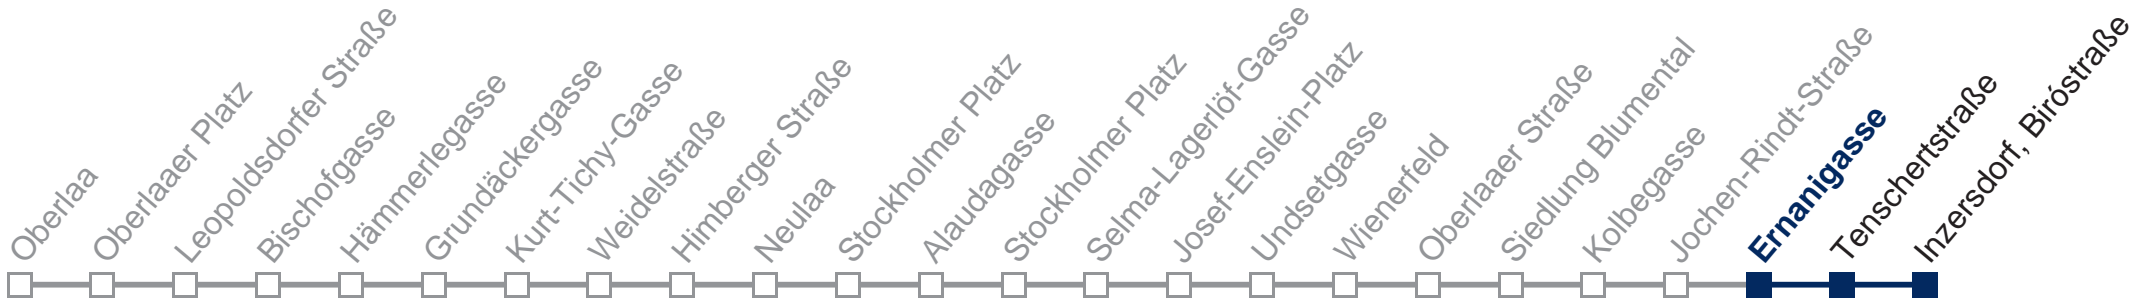 Oberlaa
Oberlaaer Platz
Leopoldsdorfer Straße
Bischofgasse
Hämmerlegasse
Grundäckergasse
Kurt-Tichy-Gasse
Weidelstraße
Himberger Straße
Neulaa
Stockholmer Platz
Alaudagasse
Stockholmer Platz
Selma-Lagerlöf-Gasse
Josef-Enslein-Platz
Undsetgasse
Wienerfeld
Oberlaaer Straße
Siedlung Blumental
Kolbegasse
Jochen-Rindt-Straße
Ernanigasse
Tenschertstraße
Inzersdorf, Biróstraße